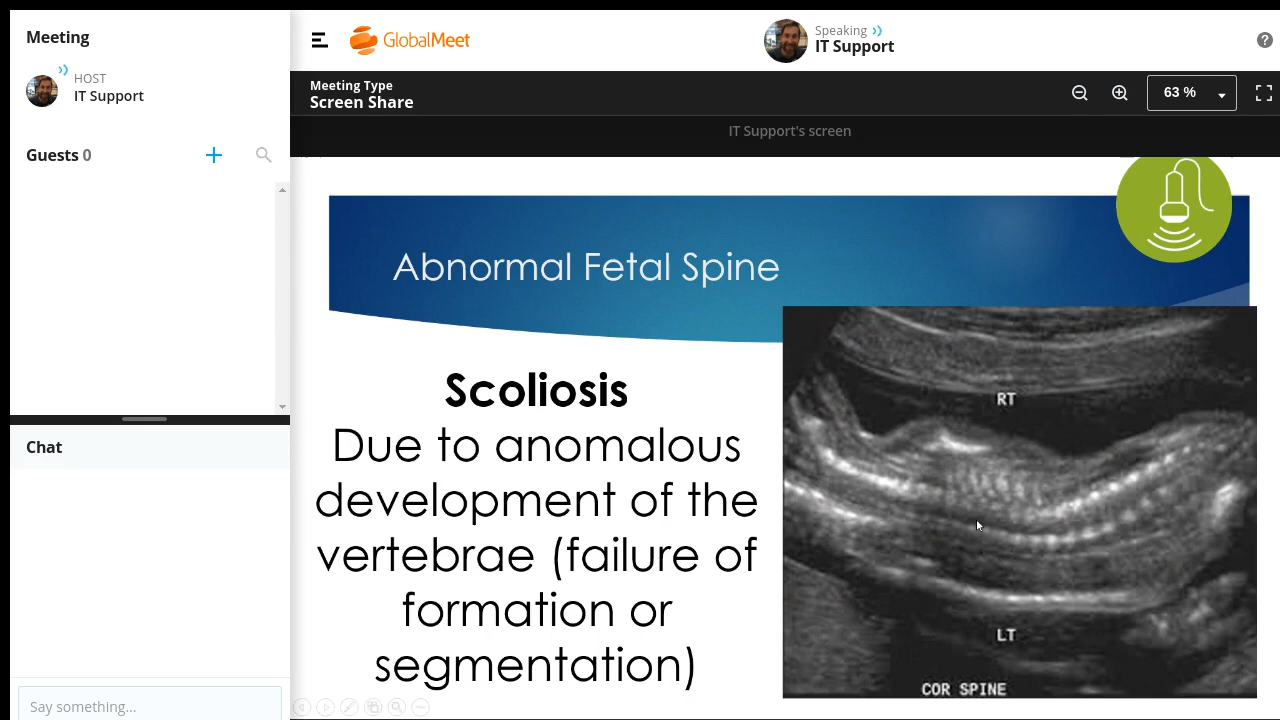 Meeting
HOST
IT Support
Guests 0
Chat
Say something...
GlobalMeet
Speaking
IT Support
Meeting Type
Screen Share
63 %
IT Support's screen
Abnormal Fetal Spine
Scoliosis
Due to anomalous
development of the
vertebrae (failure of
formation or
segmentation)
RT
LT
COR SPINE